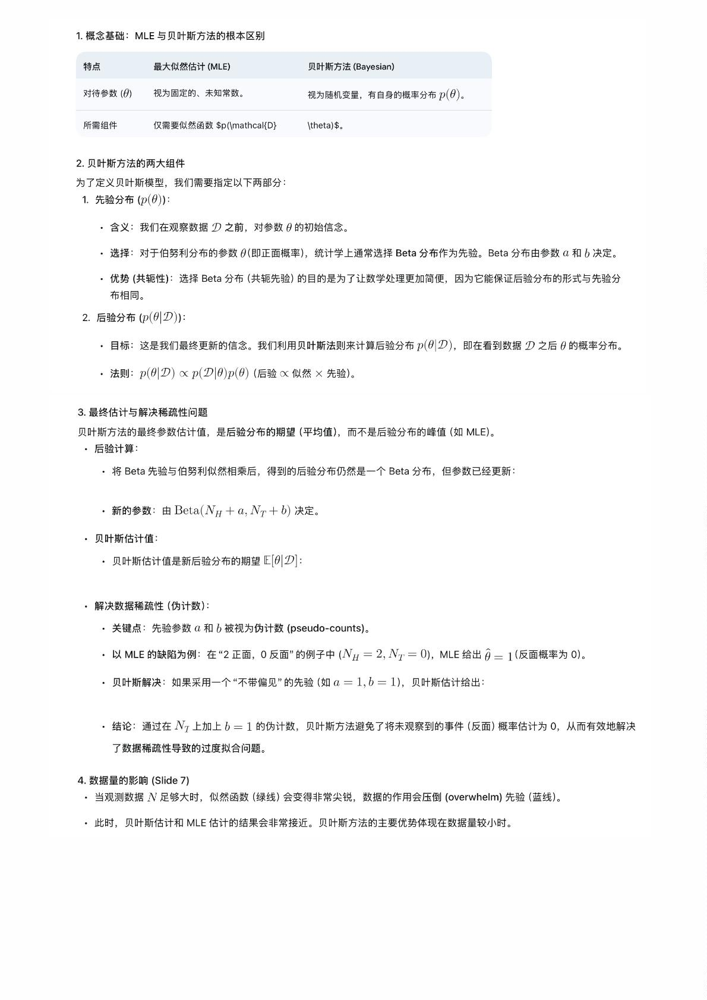 1. 概念基础：MLE 与贝叶斯方法的根本区别
特点 最大似然估计 (MLE) 贝叶斯方法 (Bayesian)
对待参数 (θ) 视为固定的、未知常数。 视为随机变量，有自身的概率分布 p(θ)。
所需组件 仅需要似然函数 $p(\mathcal{D} \theta)$。
2. 贝叶斯方法的两大组件
为了定义贝叶斯模型，我们需要指定以下两部分：
1. 先验分布 (p(θ))：
• 含义：我们在观察数据 𝒟 之前，对参数 θ 的初始信念。
• 选择：对于伯努利分布的参数 θ(即正面概率)，统计学上通常选择 Beta 分布作为先验。Beta 分布由参数 a 和 b 决定。
• 优势 (共轭性)：选择 Beta 分布（共轭先验）的目的是为了让数学处理更加简便，因为它能保证后验分布的形式与先验分
布相同。
2. 后验分布 (p(θ|𝒟))：
• 目标：这是我们最终更新的信念。我们利用贝叶斯法则来计算后验分布 p(θ|𝒟)，即在看到数据 𝒟 之后 θ 的概率分布。
• 法则：p(θ|𝒟) ∝ p(𝒟|θ)p(θ)（后验 ∝ 似然 × 先验）。
3. 最终估计与解决稀疏性问题
贝叶斯方法的最终参数估计值，是后验分布的期望（平均值），而不是后验分布的峰值（如 MLE）。
• 后验计算：
• 将 Beta 先验与伯努利似然相乘后，得到的后验分布仍然是一个 Beta 分布，但参数已经更新：
• 新的参数：由 Beta(N_H + a, N_T + b) 决定。
• 贝叶斯估计值：
• 贝叶斯估计值是新后验分布的期望 𝔼[θ|𝒟]：
• 解决数据稀疏性（伪计数）：
• 关键点：先验参数 a 和 b 被视为伪计数 (pseudo-counts)。
• 以 MLE 的缺陷为例：在“2 正面，0 反面”的例子中 (N_H = 2, N_T = 0)，MLE 给出 θ̂ = 1(反面概率为 0)。
• 贝叶斯解决：如果采用一个“不带偏见”的先验（如 a = 1, b = 1），贝叶斯估计给出：
• 结论：通过在 N_T 上加上 b = 1 的伪计数，贝叶斯方法避免了将未观察到的事件（反面）概率估计为 0，从而有效地解决
了数据稀疏性导致的过度拟合问题。
4. 数据量的影响 (Slide 7)
• 当观测数据 N 足够大时，似然函数（绿线）会变得非常尖锐，数据的作用会压倒 (overwhelm) 先验（蓝线）。
• 此时，贝叶斯估计和 MLE 估计的结果会非常接近。贝叶斯方法的主要优势体现在数据量较小时。